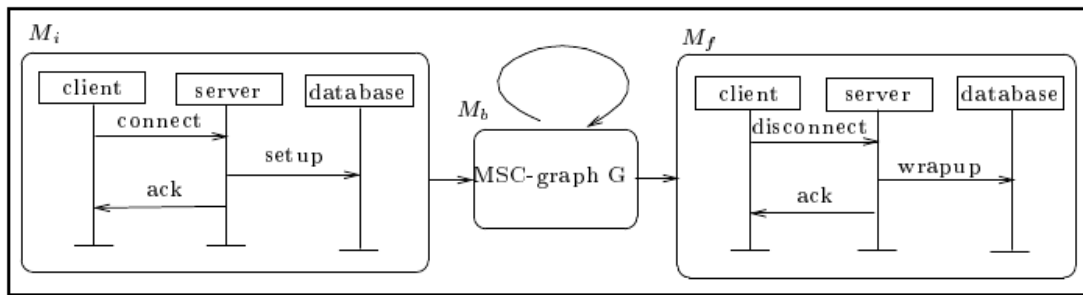 M_i
client server database
connect
setup
ack
M_b
MSC-graph G
M_f
client server database
disconnect
wrapup
ack